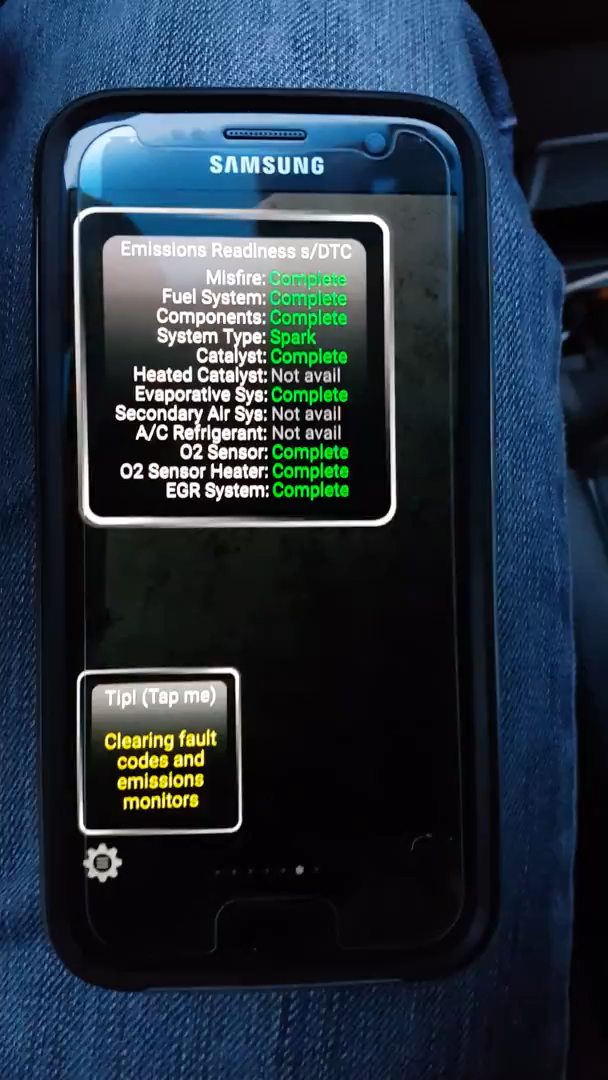 SAMSUNG
Emissions Readiness s/DTC
Misfire: Complete
Fuel System: Complete
Components: Complete
System Type: Spark
Catalyst: Complete
Heated Catalyst: Not avail
Evaporative Sys: Complete
Secondary Air Sys: Not avail
A/C Refrigerant: Not avail
O2 Sensor: Complete
O2 Sensor Heater: Complete
EGR System: Complete
Tip! (Tap me)
Clearing fault
codes and
emissions
monitors